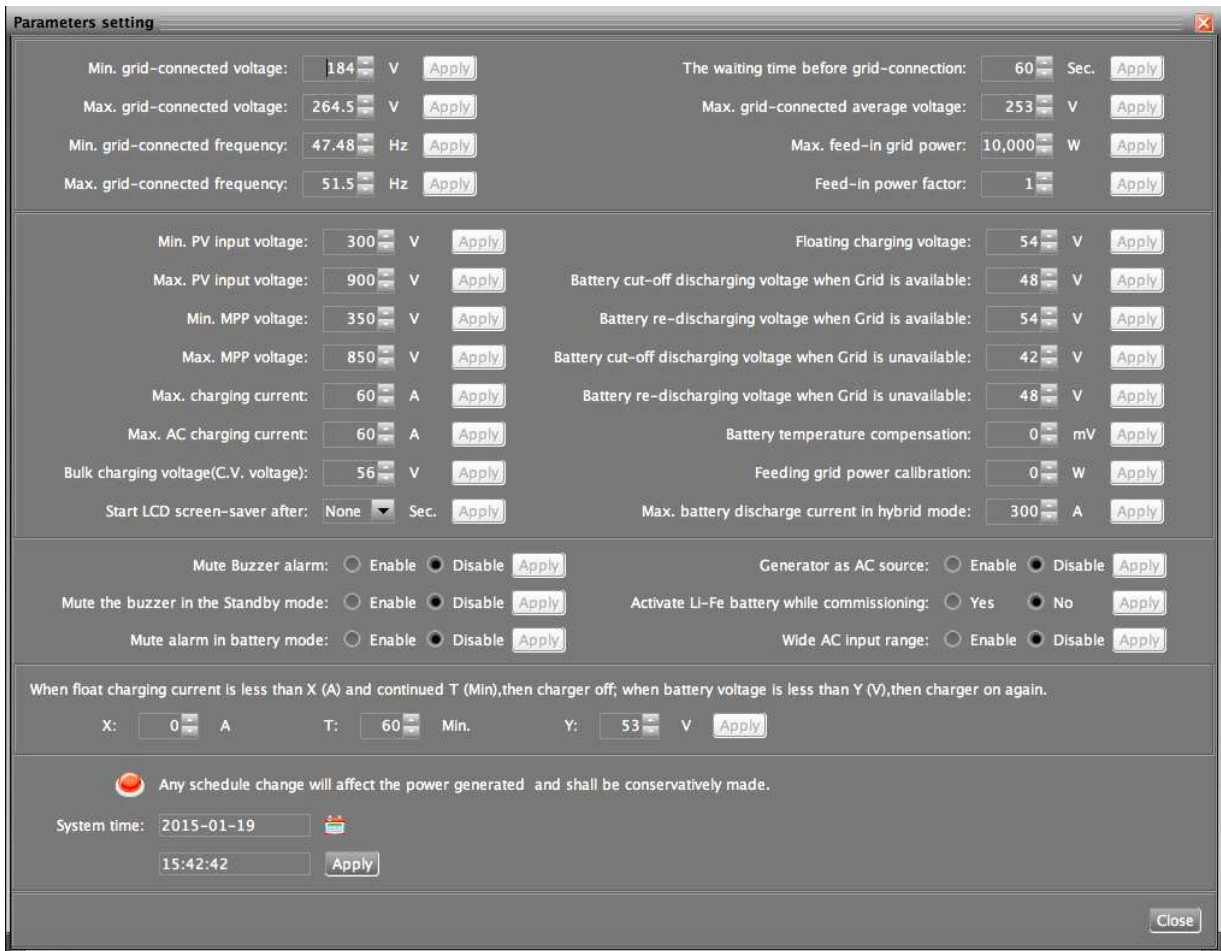 Parameters setting
Min. grid-connected voltage: 184 V Apply The waiting time before grid-connection: 60 Sec. Apply
Max. grid-connected voltage: 264.5 V Apply Max. grid-connected average voltage: 253 V Apply
Min. grid-connected frequency: 47.48 Hz Apply Max. feed-in grid power: 10,000 W Apply
Max. grid-connected frequency: 51.5 Hz Apply Feed-in power factor: 1 Apply
Min. PV input voltage: 300 V Apply Floating charging voltage: 54 V Apply
Max. PV input voltage: 900 V Apply Battery cut-off discharging voltage when Grid is available: 48 V Apply
Min. MPP voltage: 350 V Apply Battery re-discharging voltage when Grid is available: 54 V Apply
Max. MPP voltage: 850 V Apply Battery cut-off discharging voltage when Grid is unavailable: 42 V Apply
Max. charging current: 60 A Apply Battery re-discharging voltage when Grid is unavailable: 48 V Apply
Max. AC charging current: 60 A Apply Battery temperature compensation: 0 mV Apply
Bulk charging voltage(C.V. voltage): 56 V Apply Feeding grid power calibration: 0 W Apply
Start LCD screen-saver after: None Sec. Apply Max. battery discharge current in hybrid mode: 300 A Apply
Mute Buzzer alarm: Enable Disable Apply Generator as AC source: Enable Disable Apply
Mute the buzzer in the Standby mode: Enable Disable Apply Activate Li-Fe battery while commissioning: Yes No Apply
Mute alarm in battery mode: Enable Disable Apply Wide AC input range: Enable Disable Apply
When float charging current is less than X (A) and continued T (Min),then charger off; when battery voltage is less than Y (V),then charger on again.
X: 0 A T: 60 Min. Y: 53 V Apply
Any schedule change will affect the power generated and shall be conservatively made.
System time: 2015-01-19
15:42:42 Apply
Close